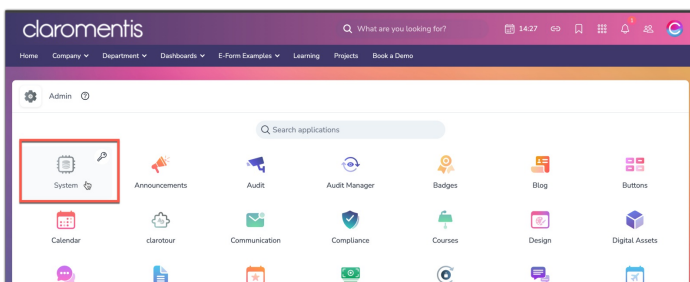 claromentis
What are you looking for?
14:27
1
Home Company Department Dashboards E-Form Examples Learning Projects Book a Demo
Admin
Search applications
System Announcements Audit Audit Manager Badges Blog Buttons
Calendar clarotour Communication Compliance Courses Design Digital Assets